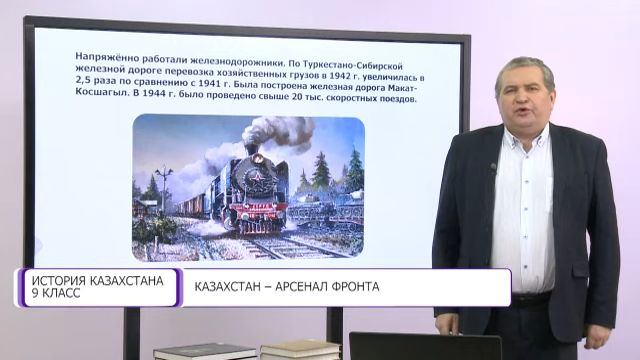 Напряжённо работали железнодорожники. По Туркестано-Сибирской
железной дороге перевозка хозяйственных грузов в 1942 г. увеличилась в
2,5 раза по сравнению с 1941 г. Была построена железная дорога Макат-
Косшагыл. В 1944 г. было проведено свыше 20 тыс. скоростных поездов.
ИСТОРИЯ КАЗАХСТАНА
9 КЛАСС
КАЗАХСТАН – АРСЕНАЛ ФРОНТА